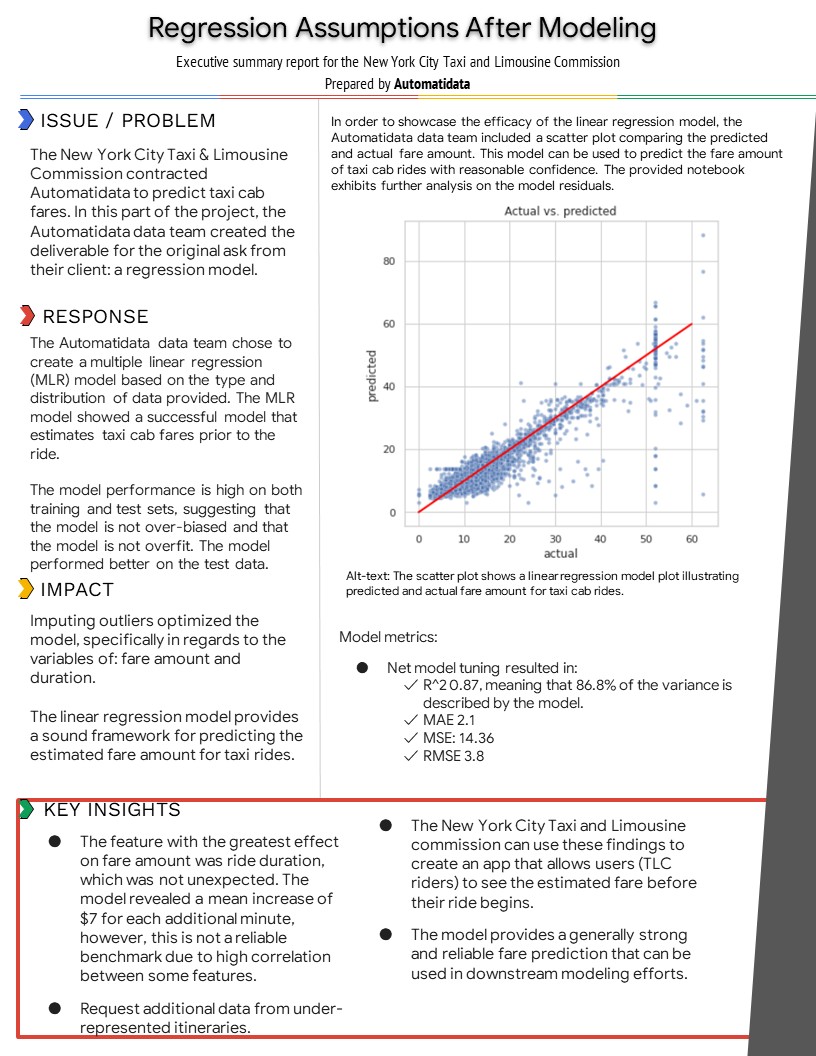 Regression Assumptions After Modeling
Executive summary report for the New York City Taxi and Limousine Commission
Prepared by Automatidata
ISSUE / PROBLEM
The New York City Taxi & Limousine
Commission contracted
Automatidata to predict taxi cab
fares. In this part of the project, the
Automatidata data team created the
deliverable for the original ask from
their client: a regression model.
RESPONSE
The Automatidata data team chose to
create a multiple linear regression
(MLR) model based on the type and
distribution of data provided. The MLR
model showed a successful model that
estimates taxi cab fares prior to the
ride.
The model performance is high on both
training and test sets, suggesting that
the model is not over-biased and that
the model is not overfit. The model
performed better on the test data.
IMPACT
Imputing outliers optimized the
model, specifically in regards to the
variables of: fare amount and
duration.
The linear regression model provides
a sound framework for predicting the
estimated fare amount for taxi rides.
In order to showcase the efficacy of the linear regression model, the
Automatidata data team included a scatter plot comparing the predicted
and actual fare amount. This model can be used to predict the fare amount
of taxi cab rides with reasonable confidence. The provided notebook
exhibits further analysis on the model residuals.
Actual vs. predicted
80
60
40
20
0
predicted
0 10 20 30 40 50 60
actual
Alt-text: The scatter plot shows a linear regression model plot illustrating
predicted and actual fare amount for taxi cab rides.
Model metrics:
● Net model tuning resulted in:
✓ R^2 0.87, meaning that 86.8% of the variance is
described by the model.
✓ MAE 2.1
✓ MSE: 14.36
✓ RMSE 3.8
KEY INSIGHTS
● The feature with the greatest effect
on fare amount was ride duration,
which was not unexpected. The
model revealed a mean increase of
$7 for each additional minute,
however, this is not a reliable
benchmark due to high correlation
between some features.
● Request additional data from under-
represented itineraries.
● The New York City Taxi and Limousine
commission can use these findings to
create an app that allows users (TLC
riders) to see the estimated fare before
their ride begins.
● The model provides a generally strong
and reliable fare prediction that can be
used in downstream modeling efforts.